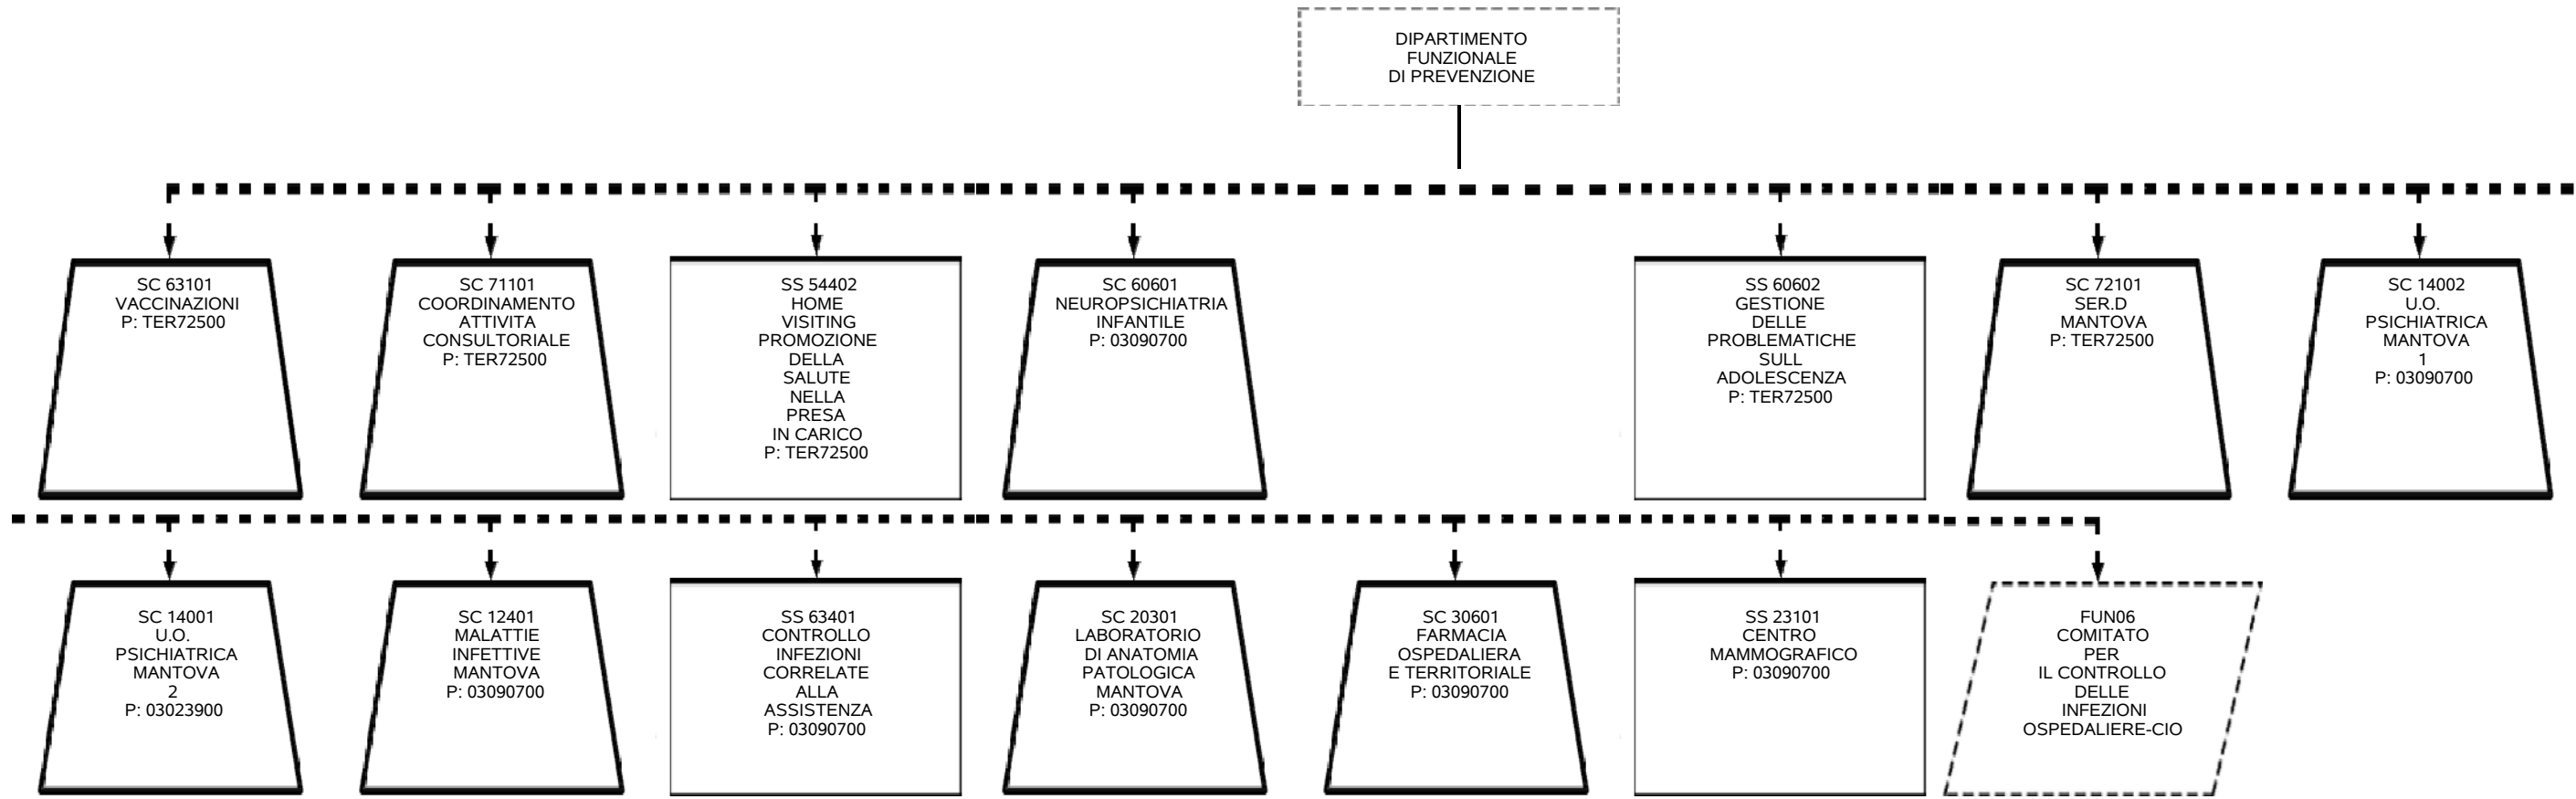 DIPARTIMENTO
FUNZIONALE
DI PREVENZIONE
SC 63101
VACCINAZIONI
P: TER72500
SC 71101
COORDINAMENTO
ATTIVITA
CONSULTORIALE
P: TER72500
SS 54402
HOME
VISITING
PROMOZIONE
DELLA
SALUTE
NELLA
PRESA
IN CARICO
P: TER72500
SC 60601
NEUROPSICHIATRIA
INFANTILE
P: 03090700
SS 60602
GESTIONE
DELLE
PROBLEMATICHE
SULL
ADOLESCENZA
P: TER72500
SC 72101
SER.D
MANTOVA
P: TER72500
SC 14002
U.O.
PSICHIATRICA
MANTOVA
1
P: 03090700
SC 14001
U.O.
PSICHIATRICA
MANTOVA
2
P: 03023900
SC 12401
MALATTIE
INFETTIVE
MANTOVA
P: 03090700
SS 63401
CONTROLLO
INFEZIONI
CORRELATE
ALLA
ASSISTENZA
P: 03090700
SC 20301
LABORATORIO
DI ANATOMIA
PATOLOGICA
MANTOVA
P: 03090700
SC 30601
FARMACIA
OSPEDALIERA
E TERRITORIALE
P: 03090700
SS 23101
CENTRO
MAMMOGRAFICO
P: 03090700
FUN06
COMITATO
PER
IL CONTROLLO
DELLE
INFEZIONI
OSPEDALIERE-CIO